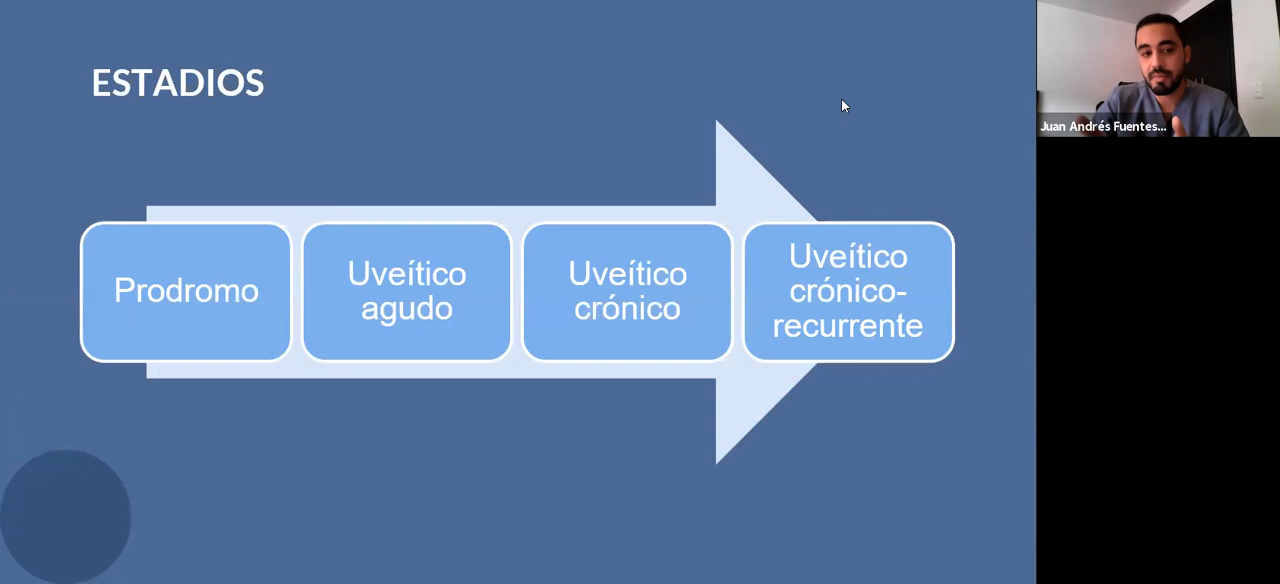 ESTADIOS
Prodromo
Uveítico
agudo
Uveítico
crónico
Uveítico
crónico-
recurrente
Juan Andrés Fuentes...